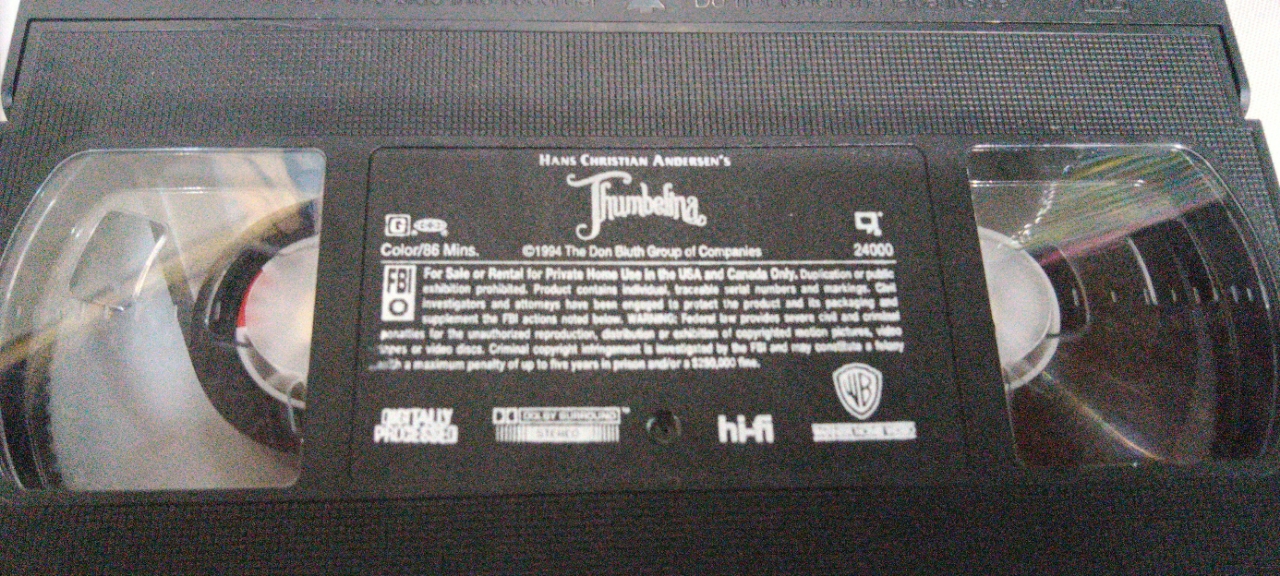 HANS CHRISTIAN ANDERSEN'S
Thumbelina
G
Color/86 Mins. ©1994 The Don Bluth Group of Companies 24000
FBI For Sale or Rental for Private Home Use in the USA and Canada Only. Duplication or public
exhibition prohibited. Product contains individual, traceable serial numbers and markings. Civil
investigators and attorneys have been engaged to protect the product and its packaging and
supplement the FBI actions noted below. WARNING: Federal law provides severe civil and criminal
penalties for the unauthorized reproduction, distribution or exhibition of copyrighted motion pictures, video
tapes or video discs. Criminal copyright infringement is investigated by the FBI and may constitute a felony
with a maximum penalty of up to five years in prison and/or a $250,000 fine.
WB
DIGITALLY DOLBY SURROUND™ hi-fi
PROCESSED STEREO